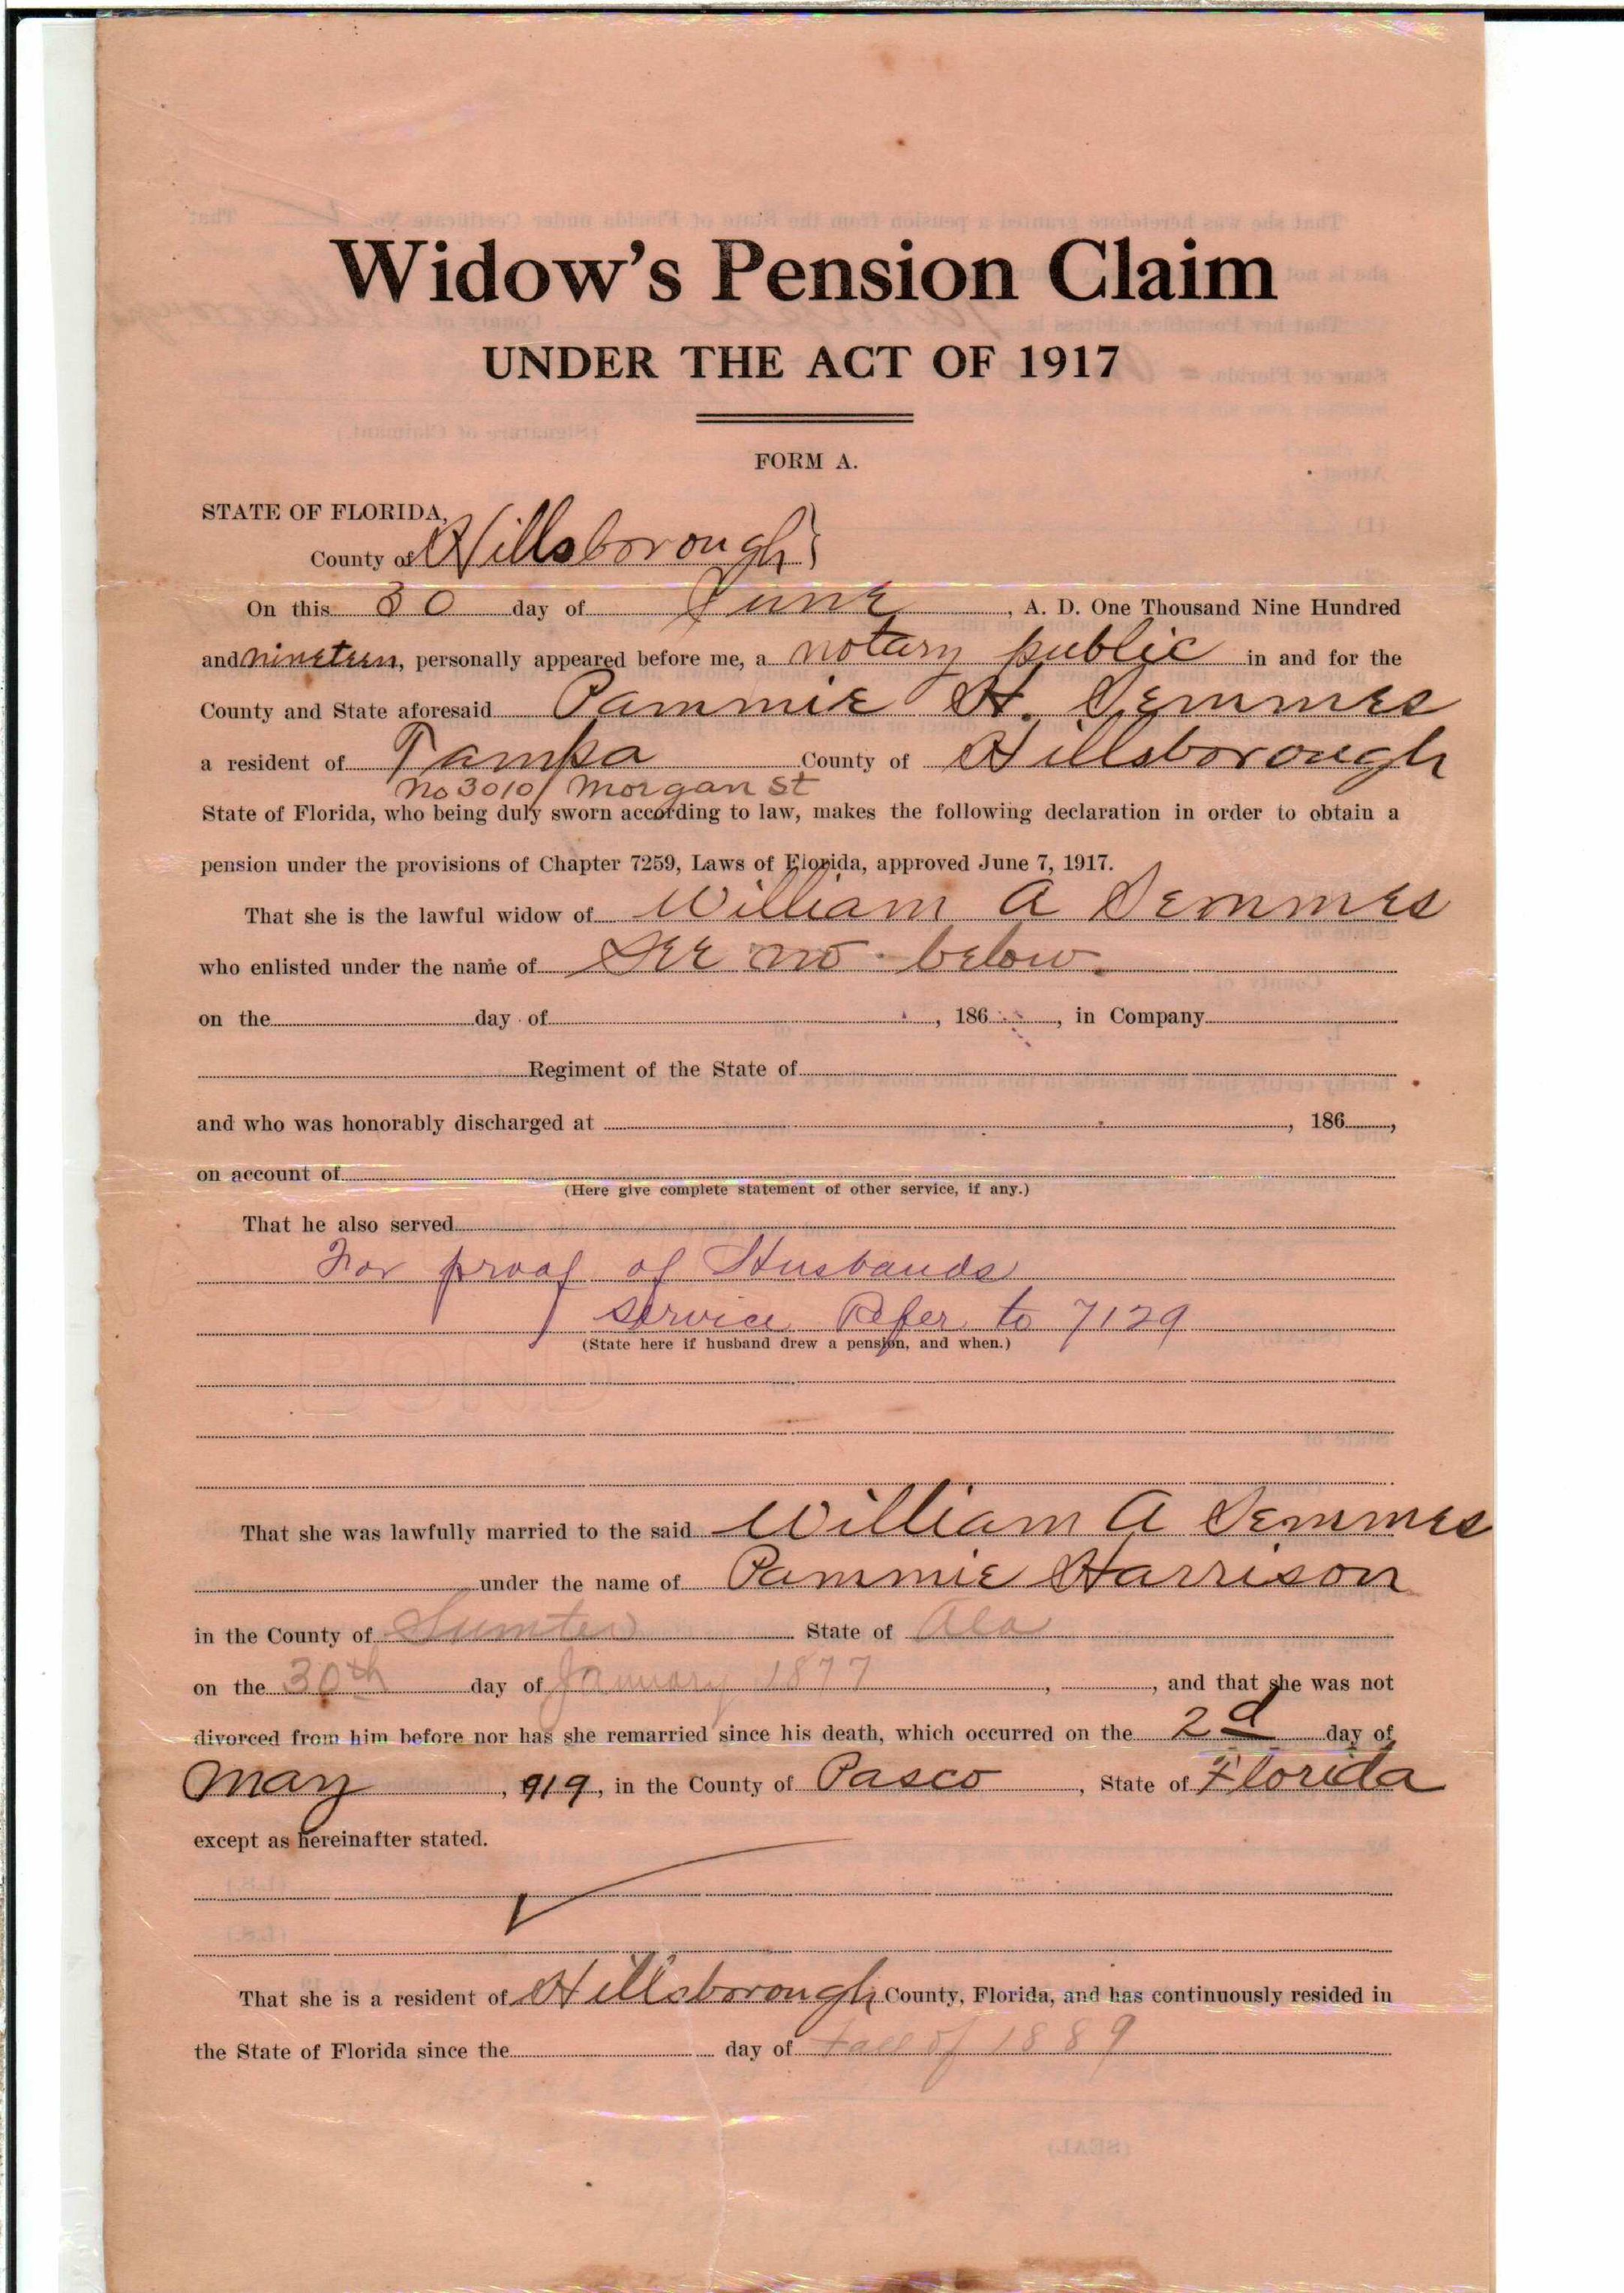 Widow's Pension Claim
UNDER THE ACT OF 1917
FORM A.
STATE OF FLORIDA,
County of Hillsborough }
On this 30 day of June, A. D. One Thousand Nine Hundred
and nineteen, personally appeared before me, a notary public in and for the
County and State aforesaid Pammie H. Semmes
a resident of Tampa County of Hillsborough
No 3010 Morgan St
State of Florida, who being duly sworn according to law, makes the following declaration in order to obtain a
pension under the provisions of Chapter 7259, Laws of Florida, approved June 7, 1917.
That she is the lawful widow of William A Semmes
who enlisted under the name of See no below.
on the day of , 186 , in Company
Regiment of the State of
and who was honorably discharged at , 186 ,
on account of
(Here give complete statement of other service, if any.)
That he also served
For proof of Husbands
service Refer to 7129
(State here if husband drew a pension, and when.)
That she was lawfully married to the said William A Semmes
under the name of Pammie Harrison
in the County of Sumter State of Ala
on the 30th day of January 1877 , , and that she was not
divorced from him before nor has she remarried since his death, which occurred on the 2d day of
May , 919, in the County of Pasco , State of Florida
except as hereinafter stated.
That she is a resident of Hillsborough County, Florida, and has continuously resided in
the State of Florida since the day of Fall of 1889